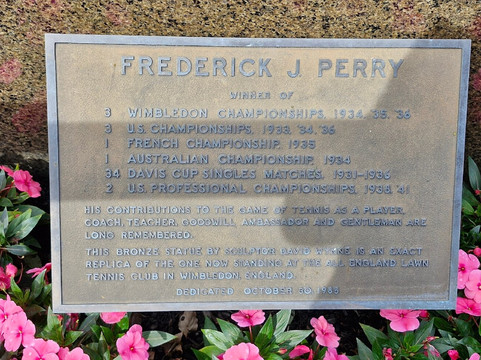 FREDERICK J. PERRY
WINNER OF
3 WIMBLEDON CHAMPIONSHIPS, 1934, '35, '36
3 U.S. CHAMPIONSHIPS, 1933, '34, '36
1 FRENCH CHAMPIONSHIP, 1935
1 AUSTRALIAN CHAMPIONSHIP, 1934
34 DAVIS CUP SINGLES MATCHES, 1931-1936
2 U.S. PROFESSIONAL CHAMPIONSHIPS, 1938, '41
HIS CONTRIBUTIONS TO THE GAME OF TENNIS AS A PLAYER,
COACH, TEACHER, GOODWILL AMBASSADOR AND GENTLEMAN ARE
LONG REMEMBERED.
THIS BRONZE STATUE BY SCULPTOR DAVID WYNNE IS AN EXACT
REPLICA OF THE ONE NOW STANDING AT THE ALL ENGLAND LAWN
TENNIS CLUB IN WIMBLEDON, ENGLAND.
DEDICATED OCTOBER